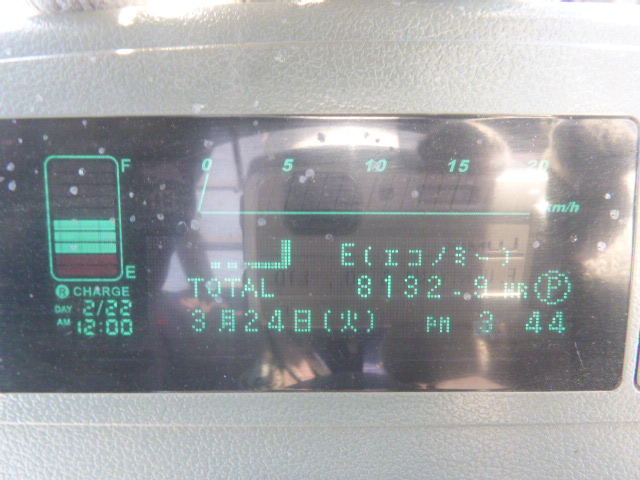 F
0 5 10 15 20
km/h
E
E(エコノミー)
TOTAL 8132.9 HR P
R CHARGE
DAY 2/22
AM 12:00
3月24日(火) PM 3 44